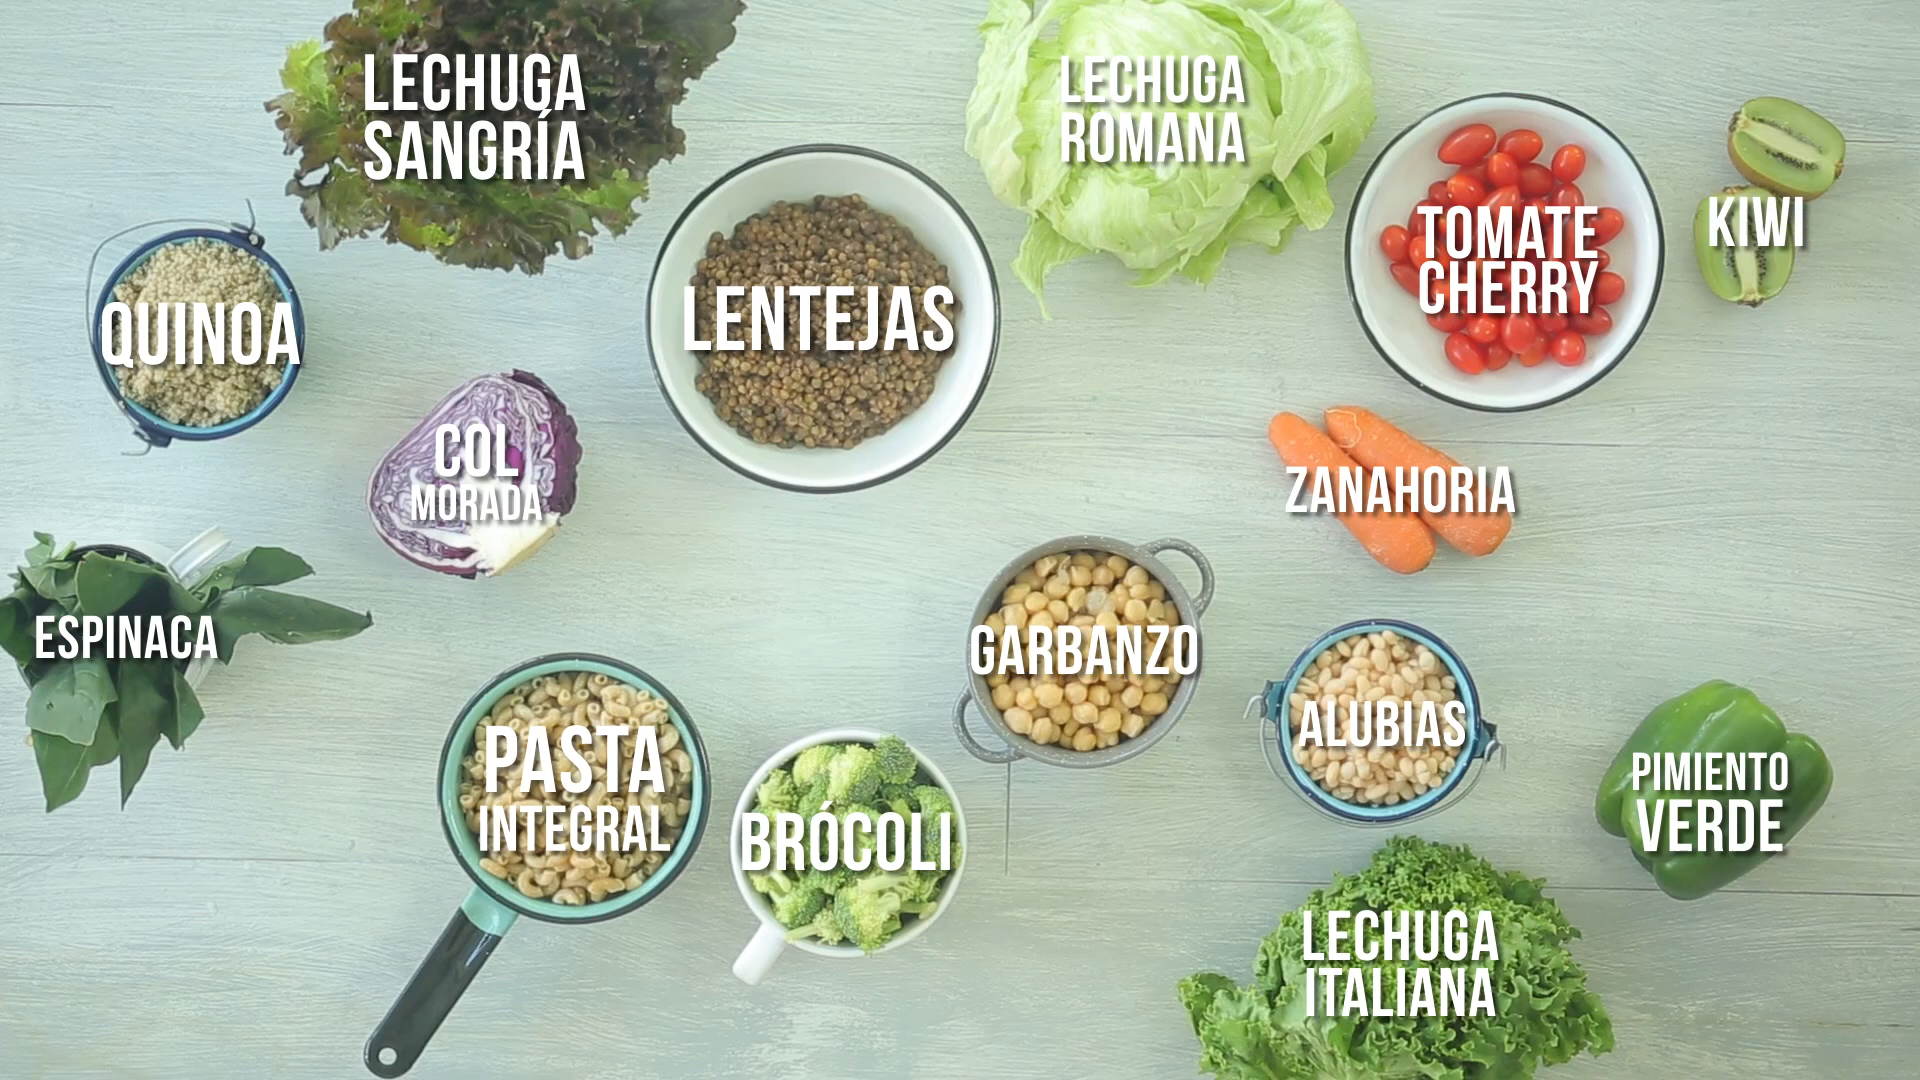 LECHUGA
SANGRÍA
LECHUGA
ROMANA
TOMATE
CHERRY
KIWI
QUINOA
LENTEJAS
COL
MORADA
ZANAHORIA
ESPINACA
GARBANZO
ALUBIAS
PASTA
INTEGRAL
BRÓCOLI
PIMIENTO
VERDE
LECHUGA
ITALIANA